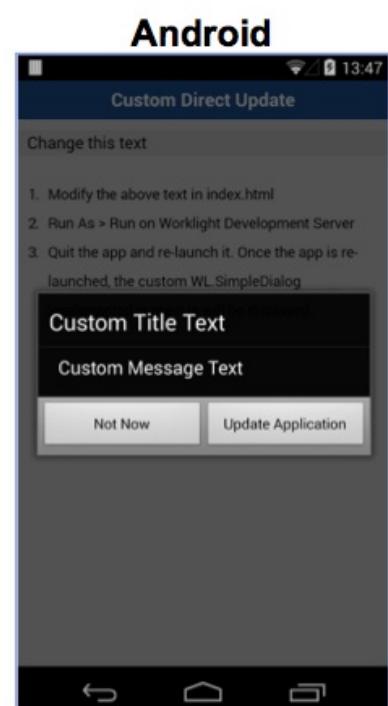 Android
13:47
Custom Direct Update
Change this text
1. Modify the above text in index.html
2. Run As > Run on Worklight Development Server
3. Quit the app and re-launch it. Once the app is re-
launched, the custom WL.SimpleDialog
Custom Title Text
Custom Message Text
Not Now
Update Application